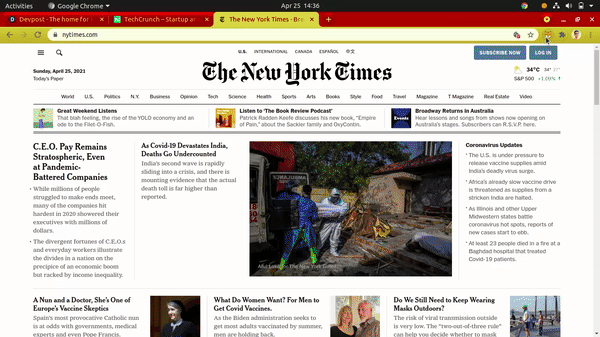 Activities
Google Chrome
Apr 25 14:36
Devpost - The home for
TechCrunch – Startup a
The New York Times - Bre
nytimes.com
U.S. INTERNATIONAL CANADA ESPAÑOL 中文
SUBSCRIBE NOW
LOG IN
Sunday, April 25, 2021
Today's Paper
The New York Times
34°C
S&P 500 +1.09%
World U.S. Politics N.Y. Business Opinion Tech Science Health Sports Arts Books Style Food Travel Magazine T Magazine Real Estate Video
Great Weekend Listens
That blah feeling, the rise of the YOLO economy and an
ode to the Filet-O-Fish.
Listen to 'The Book Review Podcast'
Patrick Radden Keefe discusses his new book, "Empire
of Pain," about the Sackler family and OxyContin.
Events
Broadway Returns in Australia
Hear lessons and songs from shows now opening on
Australia's stages. Subscribers can R.S.V.P. here.
C.E.O. Pay Remains
Stratospheric, Even
at Pandemic-
Battered Companies
While millions of people
struggled to make ends meet,
many of the companies hit
hardest in 2020 showered their
executives with millions of
dollars.
The divergent fortunes of C.E.O.s
and everyday workers illustrate
the divides in a nation on the
precipice of an economic boom
but racked by income inequality.
As Covid-19 Devastates India,
Deaths Go Undercounted
India's second wave is rapidly
sliding into a crisis, and there
is mounting evidence that the actual
death toll is far higher than
reported.
AMBULANCE
Atul Loke for The New York Times
Coronavirus Updates
The U.S. is under pressure to
release vaccine supplies amid
India's deadly virus surge.
Africa's already slow vaccine drive
is threatened as supplies from a
stricken India are halted.
As Illinois and other Upper
Midwestern states battle
coronavirus hot spots, reports of
new cases start to ebb.
At least 23 people died in a fire at a
Baghdad hospital that treated
Covid-19 patients.
A Nun and a Doctor, She's One of
Europe's Vaccine Skeptics
Spain's most provocative Catholic nun
is at odds with governments, medical
experts and even Pope Francis.
What Do Women Want? For Men to
Get Covid Vaccines.
As the Biden administration seeks to
get most adults vaccinated by summer,
men are holding back.
Do We Still Need to Keep Wearing
Masks Outdoors?
The risk of viral transmission outside
is very low. The "two-out-of-three rule"
can help you decide whether to mask